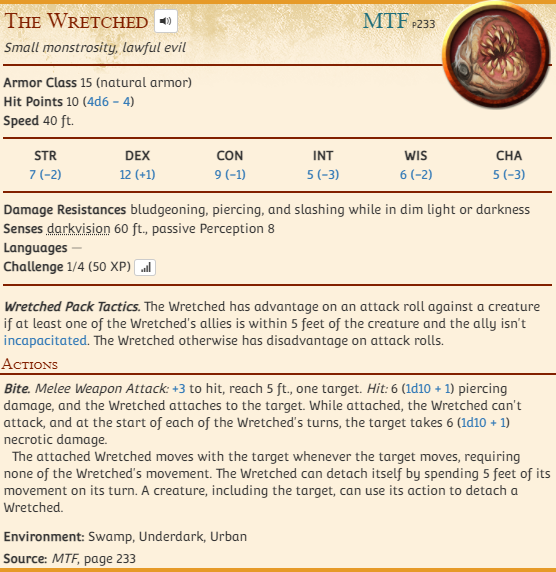 The Wretched MTF p233
Small monstrosity, lawful evil
Armor Class 15 (natural armor)
Hit Points 10 (4d6 − 4)
Speed 40 ft.
STR DEX CON INT WIS CHA
7 (−2) 12 (+1) 9 (−1) 5 (−3) 6 (−2) 5 (−3)
Damage Resistances bludgeoning, piercing, and slashing while in dim light or darkness
Senses darkvision 60 ft., passive Perception 8
Languages —
Challenge 1/4 (50 XP)
Wretched Pack Tactics. The Wretched has advantage on an attack roll against a creature
if at least one of the Wretched's allies is within 5 feet of the creature and the ally isn't
incapacitated. The Wretched otherwise has disadvantage on attack rolls.
Actions
Bite. Melee Weapon Attack: +3 to hit, reach 5 ft., one target. Hit: 6 (1d10 + 1) piercing
damage, and the Wretched attaches to the target. While attached, the Wretched can't
attack, and at the start of each of the Wretched's turns, the target takes 6 (1d10 + 1)
necrotic damage.
The attached Wretched moves with the target whenever the target moves, requiring
none of the Wretched's movement. The Wretched can detach itself by spending 5 feet of its
movement on its turn. A creature, including the target, can use its action to detach a
Wretched.
Environment: Swamp, Underdark, Urban
Source: MTF, page 233